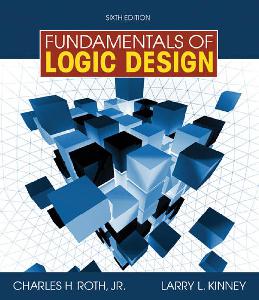 SIXTH EDITION
FUNDAMENTALS OF
LOGIC DESIGN
CHARLES H. ROTH, JR. LARRY L. KINNEY